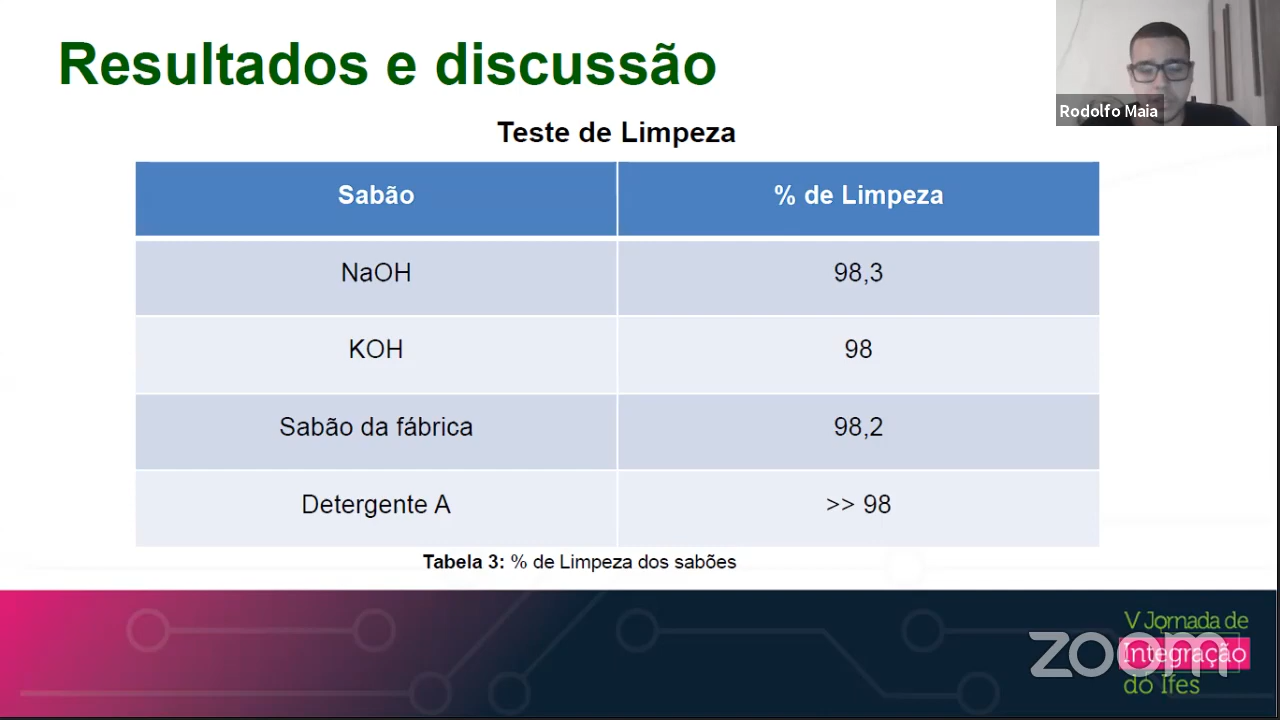 Resultados e discussão
Rodolfo Maia
Teste de Limpeza
Sabão % de Limpeza
NaOH 98,3
KOH 98
Sabão da fábrica 98,2
Detergente A >> 98
Tabela 3: % de Limpeza dos sabões
V Jornada de
Integração
do Ifes
zoom